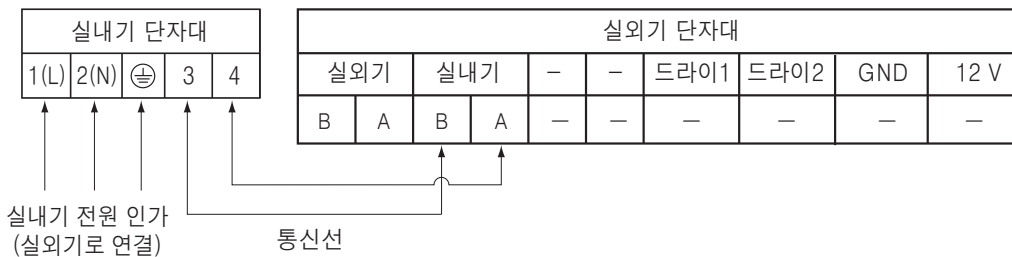 실내기 단자대
1(L) 2(N) ⏚ 3 4
실외기 단자대
실외기 실내기 – – 드라이1 드라이2 GND 12 V
B A B A – – – – – –
실내기 전원 인가
(실외기로 연결)
통신선